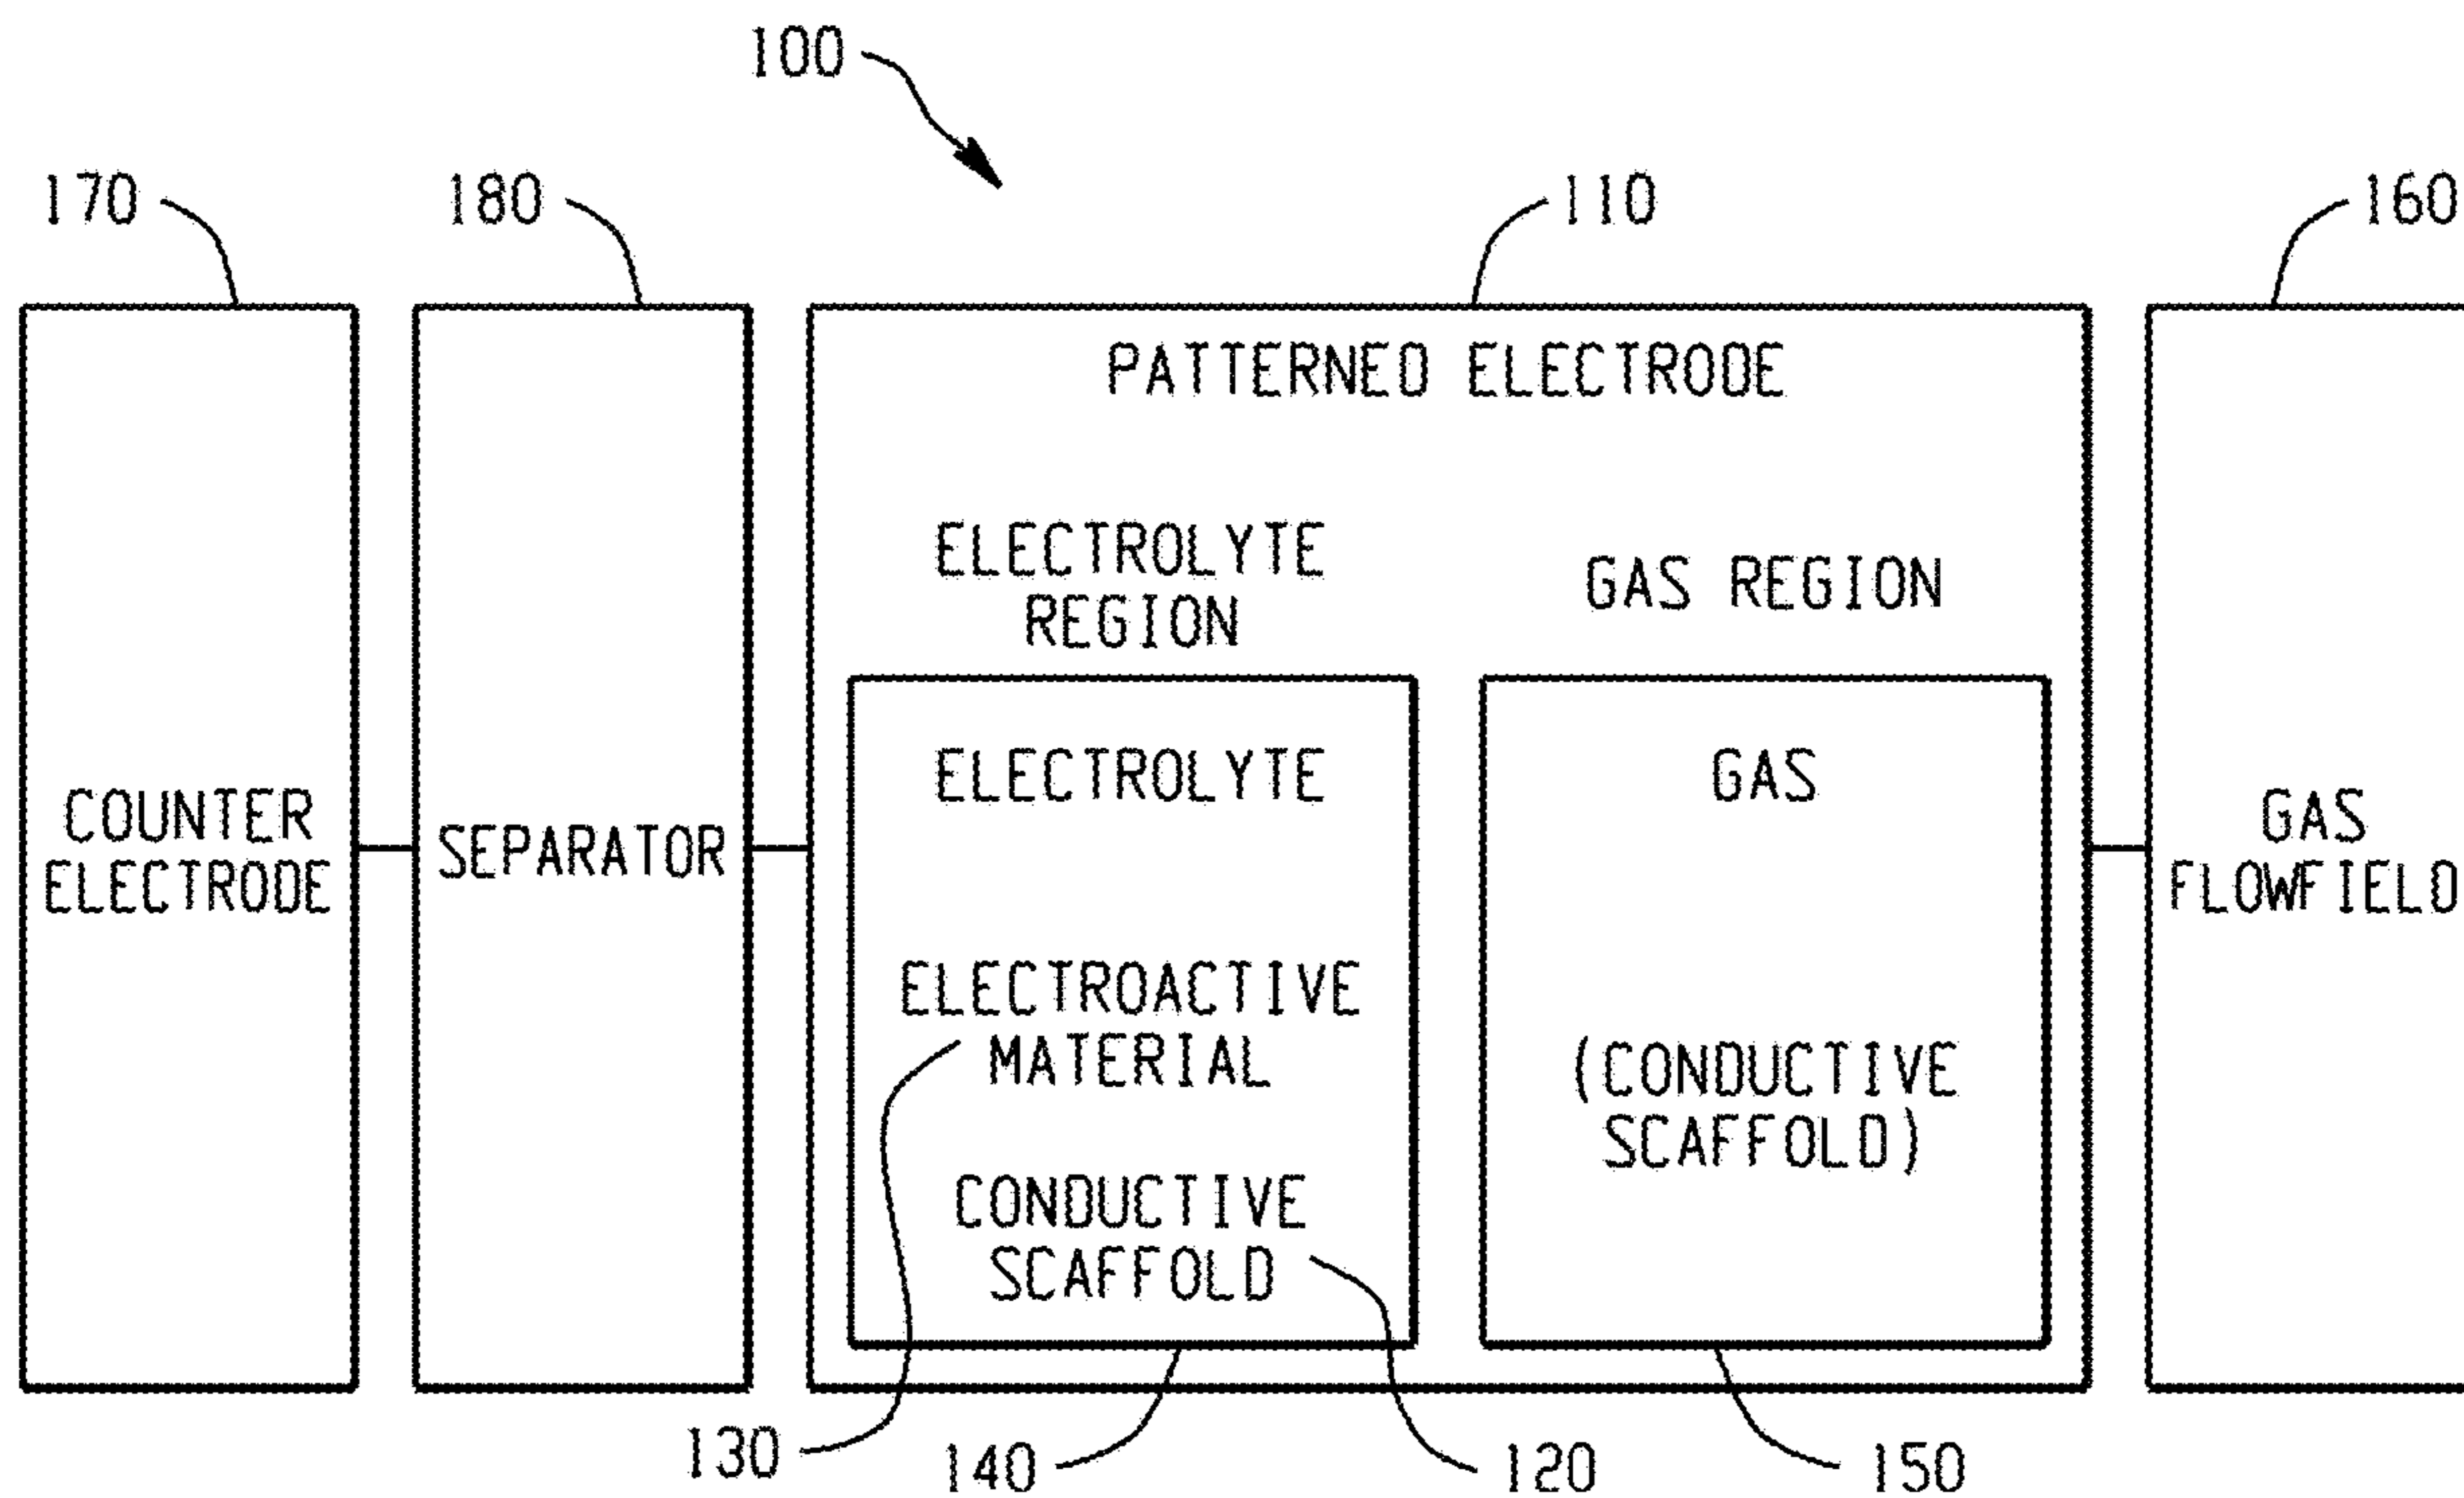 100
170
180
110
160
PATTERNED ELECTRODE
ELECTROLYTE
REGION
GAS REGION
ELECTROLYTE
GAS
COUNTER
ELECTRODE
SEPARATOR
GAS
FLOWFIELD
ELECTROACTIVE
MATERIAL
(CONDUCTIVE
SCAFFOLD)
CONDUCTIVE
SCAFFOLD
130
140
120
150